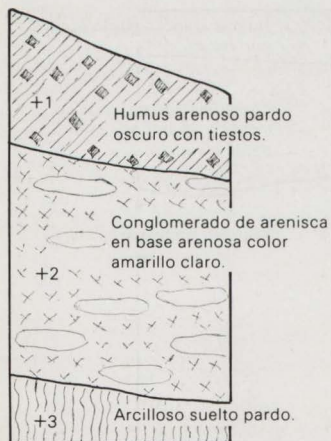 +1
Humus arenoso pardo
oscuro con tiestos.
Conglomerado de arenisca
en base arenosa color
amarillo claro.
+2
+3
Arcilloso suelto pardo.